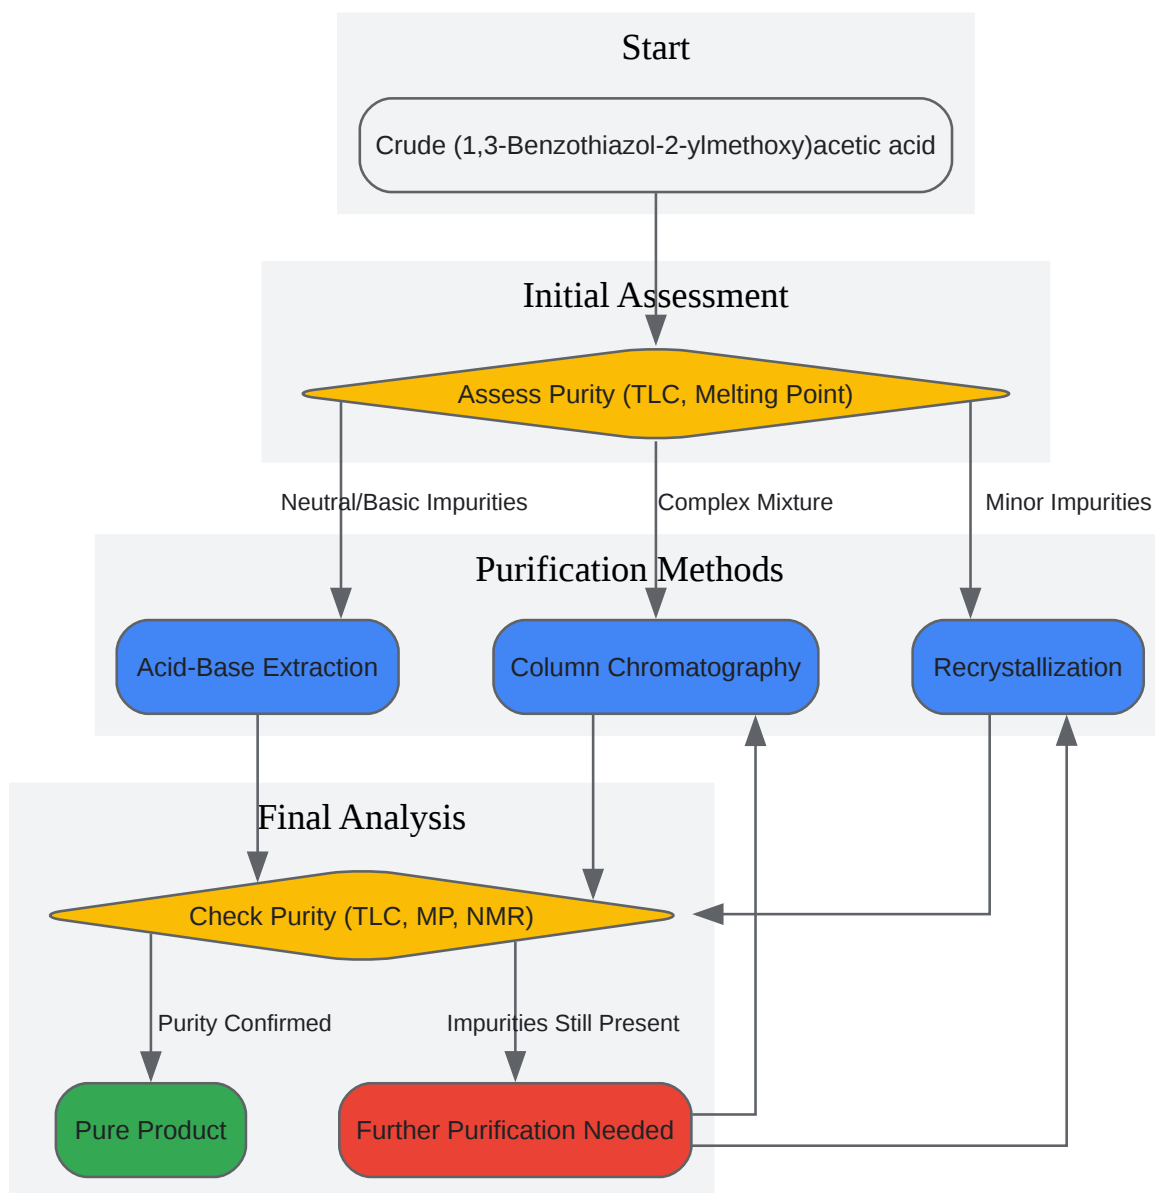 Start
Crude (1,3-Benzothiazol-2-ylmethoxy)acetic acid
Initial Assessment
Assess Purity (TLC, Melting Point)
Neutral/Basic Impurities
Complex Mixture
Minor Impurities
Purification Methods
Acid-Base Extraction
Column Chromatography
Recrystallization
Final Analysis
Check Purity (TLC, MP, NMR)
Purity Confirmed
Impurities Still Present
Pure Product
Further Purification Needed